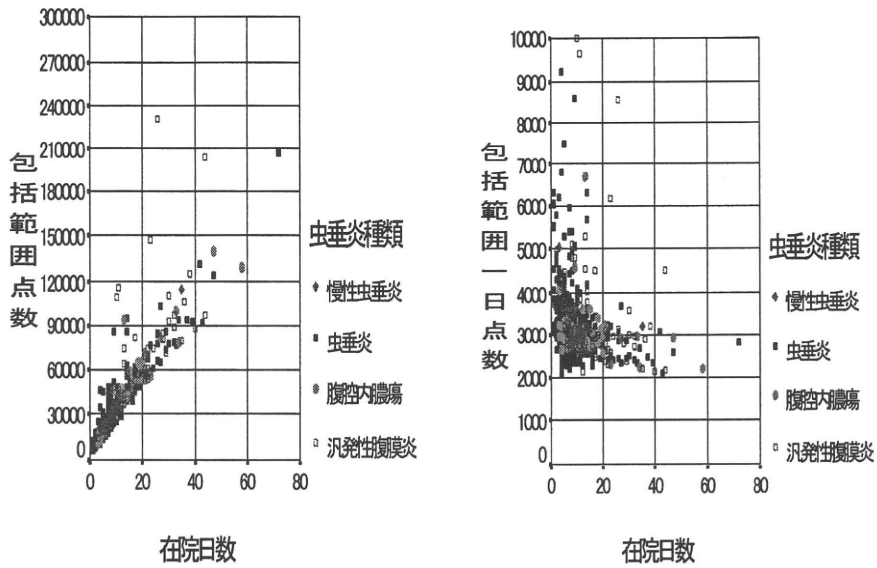 300000
270000
240000
210000
180000
150000
120000
90000
60000
30000
0
0
20
40
60
80
包括範囲点数
在院日数
虫垂炎種類
慢性虫垂炎
虫垂炎
腹腔内膿瘍
汎発性腹膜炎
10000
9000
8000
7000
6000
5000
4000
3000
2000
1000
0
0
20
40
60
80
包括範囲一日点数
在院日数
虫垂炎種類
慢性虫垂炎
虫垂炎
腹腔内膿瘍
汎発性腹膜炎